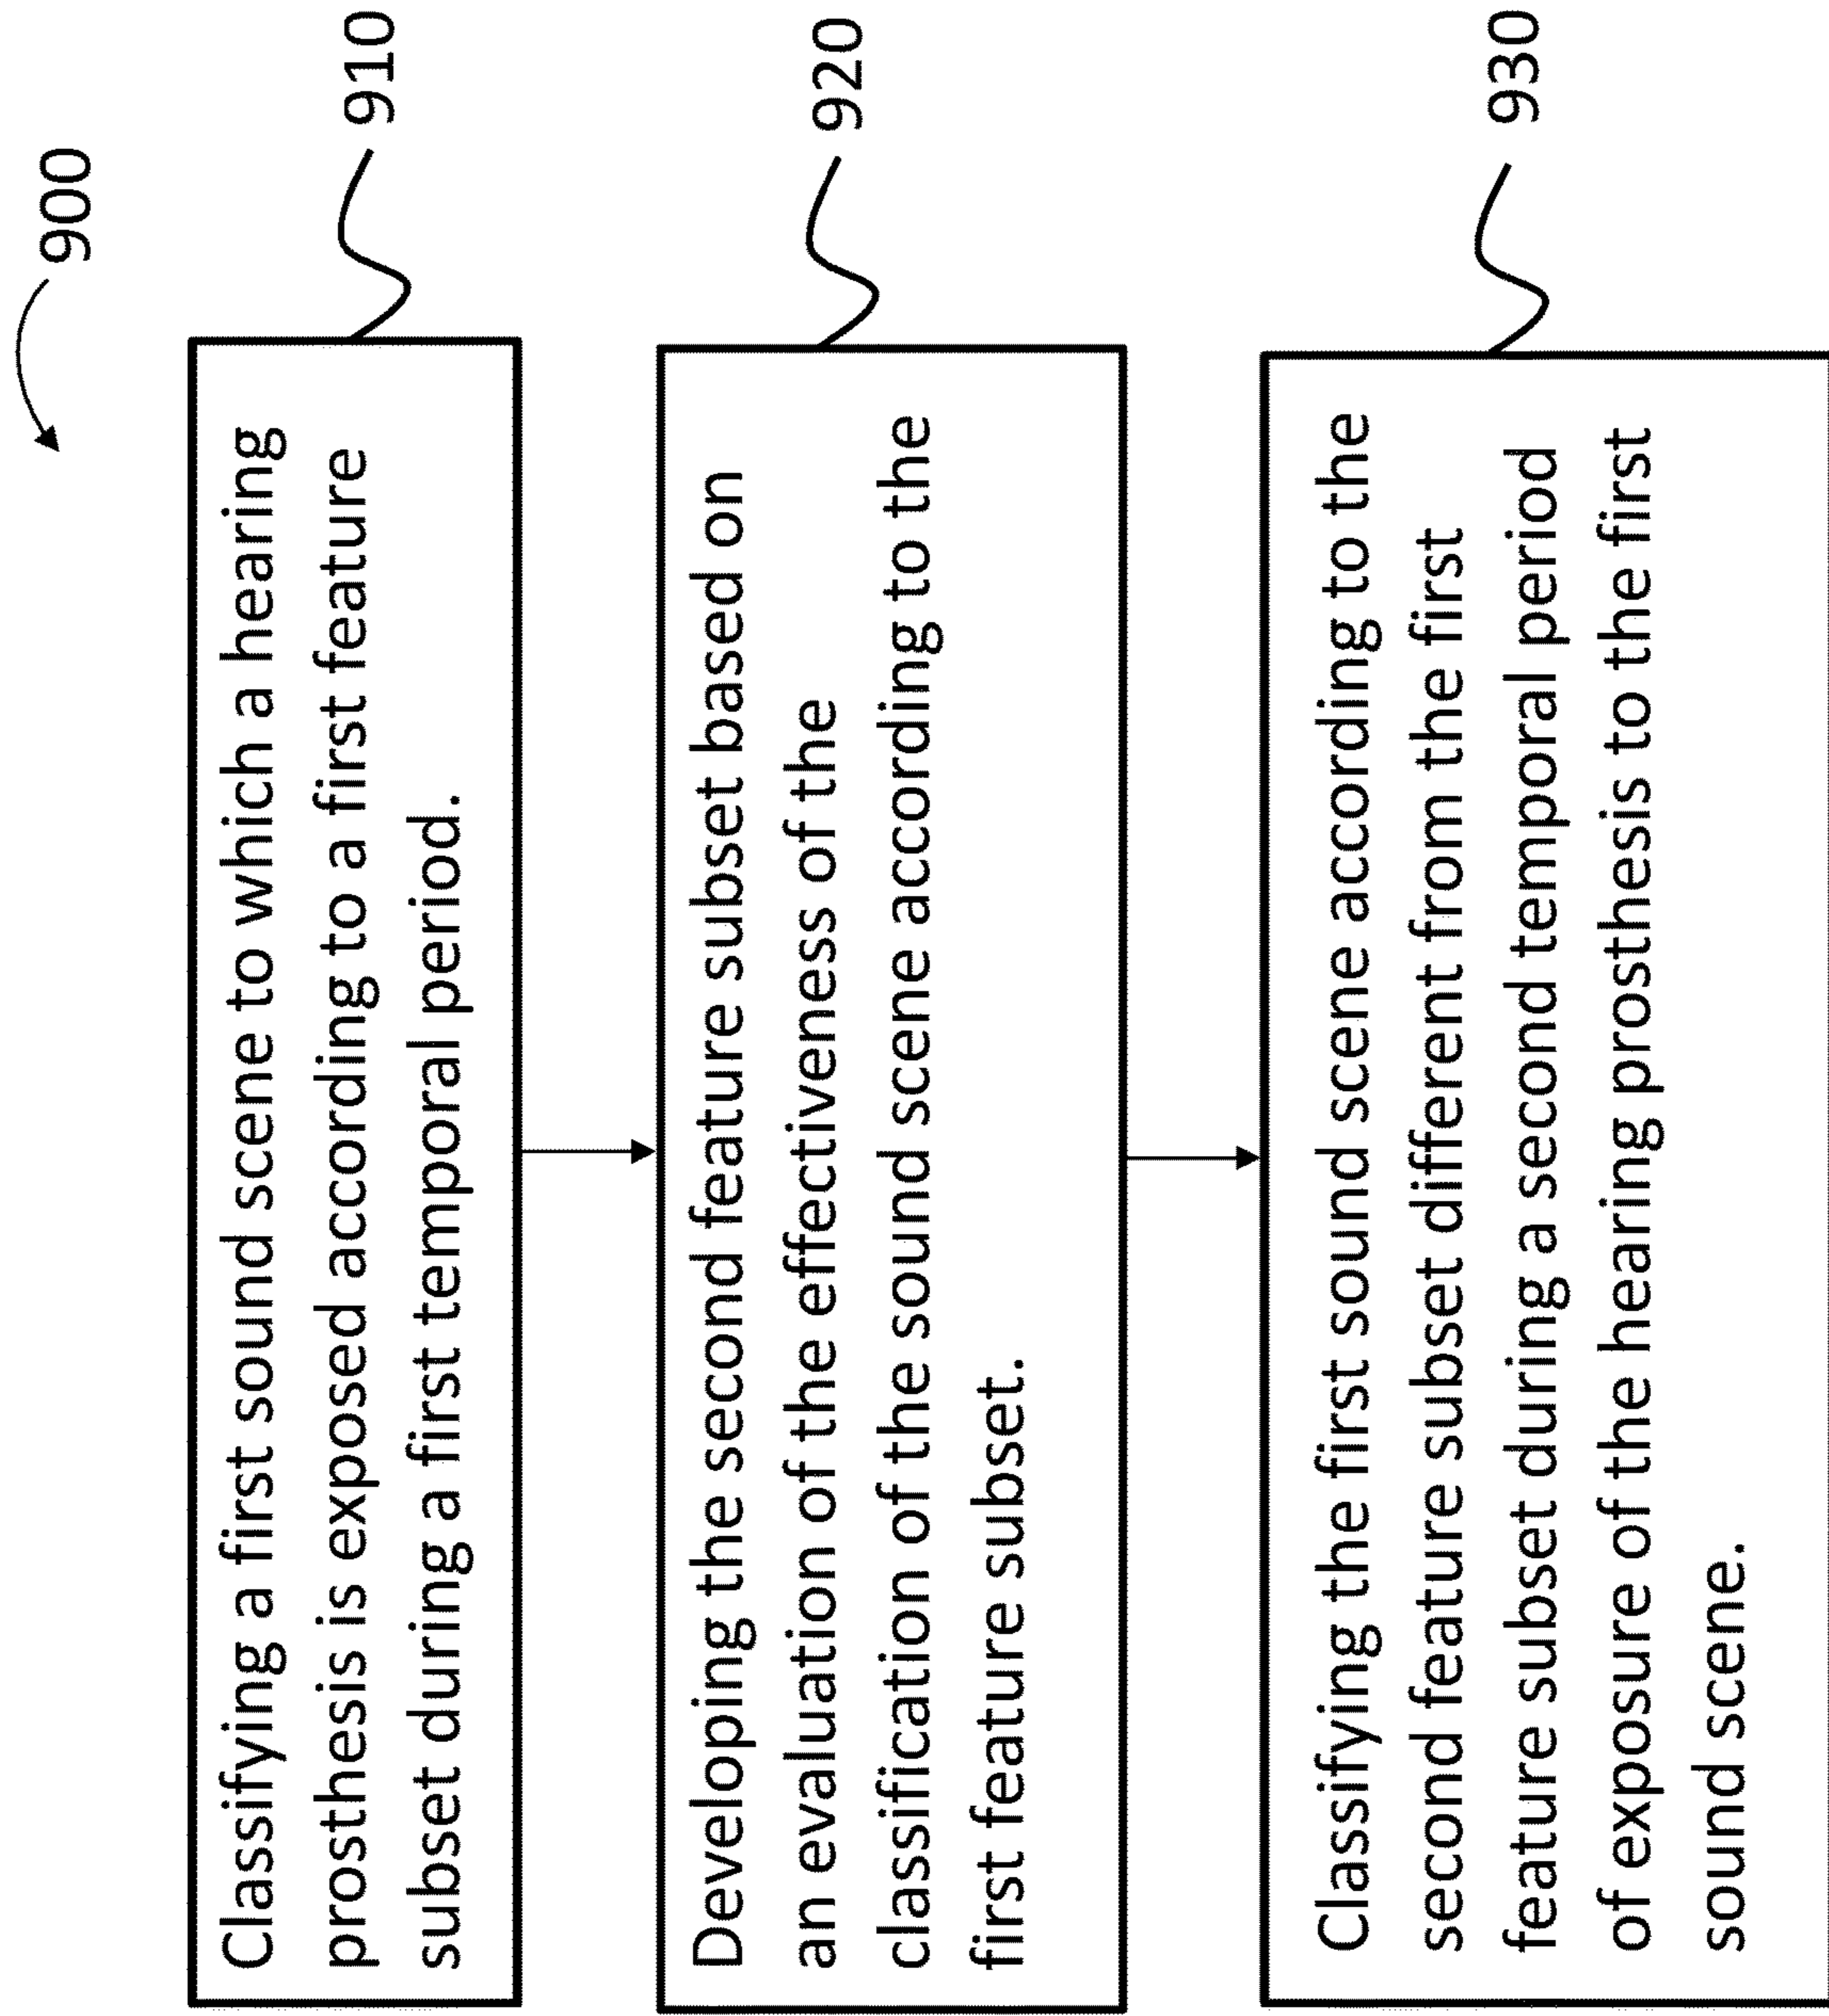 900
Classifying a first sound scene to which a hearing
prosthesis is exposed according to a first feature
subset during a first temporal period.
910
Developing the second feature subset based on
an evaluation of the effectiveness of the
classification of the sound scene according to the
first feature subset.
920
Classifying the first sound scene according to the
second feature subset different from the first
feature subset during a second temporal period
of exposure of the hearing prosthesis to the first
sound scene.
930